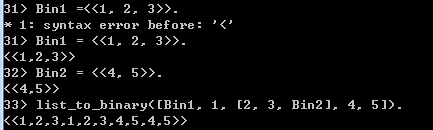 31> Bin1 =<<1, 2, 3>>.
* 1: syntax error before: '<'
31> Bin1 = <<1, 2, 3>>.
<<1,2,3>>
32> Bin2 = <<4, 5>>.
<<4,5>>
33> list_to_binary([Bin1, 1, [2, 3, Bin2], 4, 5]).
<<1,2,3,1,2,3,4,5,4,5>>